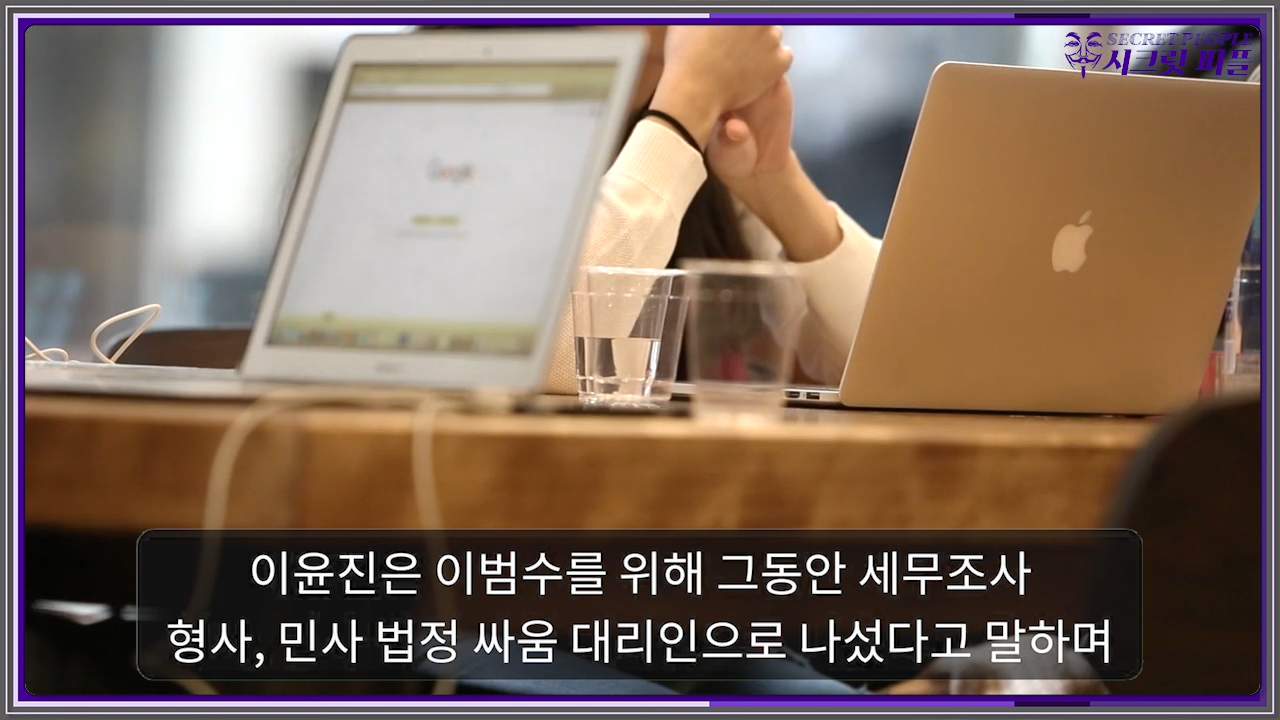 SECRET PEOPLE
시크릿 피플
Google
이윤진은 이범수를 위해 그동안 세무조사
형사, 민사 법정 싸움 대리인으로 나섰다고 말하며